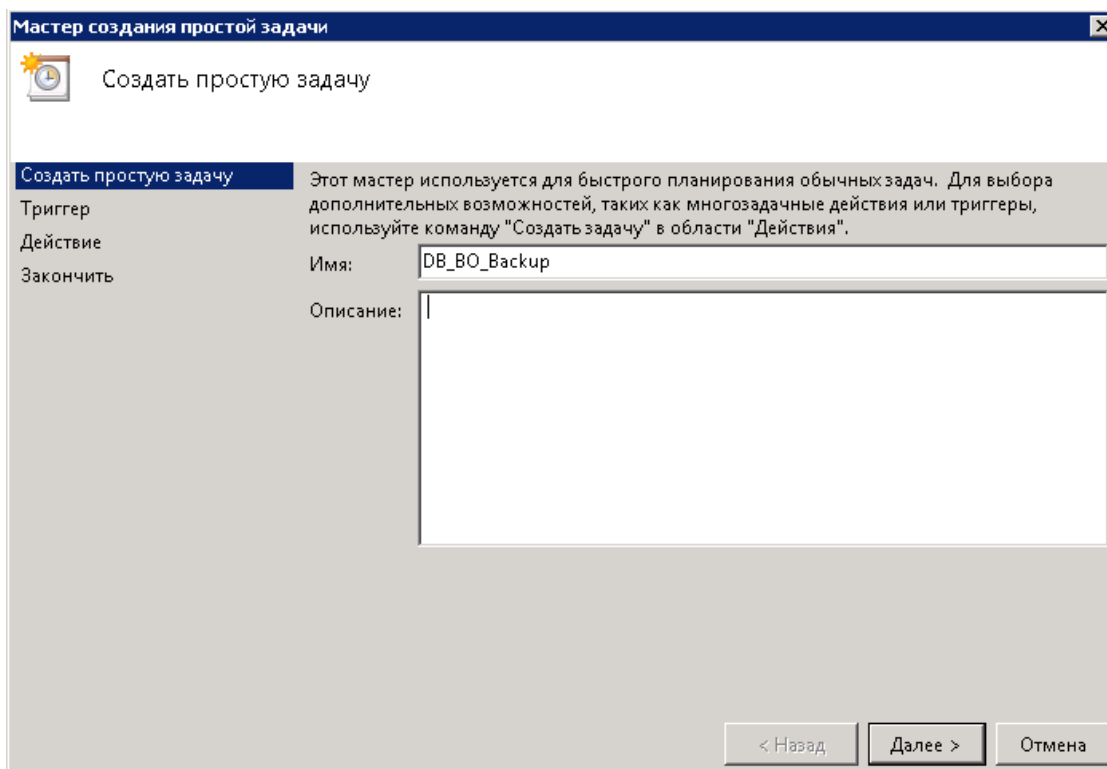 Мастер создания простой задачи
Создать простую задачу
Создать простую задачу
Триггер
Действие
Закончить
Этот мастер используется для быстрого планирования обычных задач. Для выбора
дополнительных возможностей, таких как многозадачные действия или триггеры,
используйте команду "Создать задачу" в области "Действия".
Имя: DB_BO_Backup
Описание:
< Назад Далее > Отмена